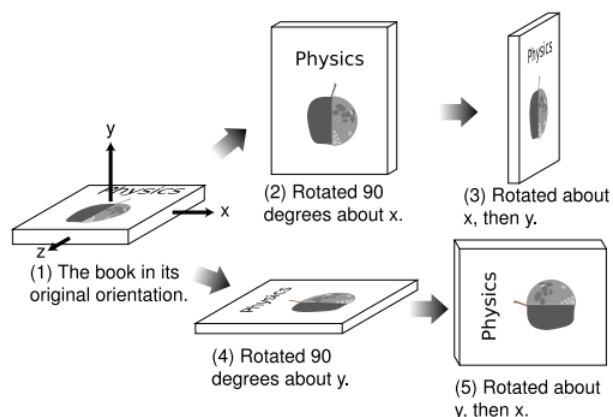 Physics
y
x
z
(1) The book in its
original orientation.
Physics
(2) Rotated 90
degrees about x.
(3) Rotated about
x, then y.
Physics
(4) Rotated 90
degrees about y.
Physics
(5) Rotated about
y, then x.